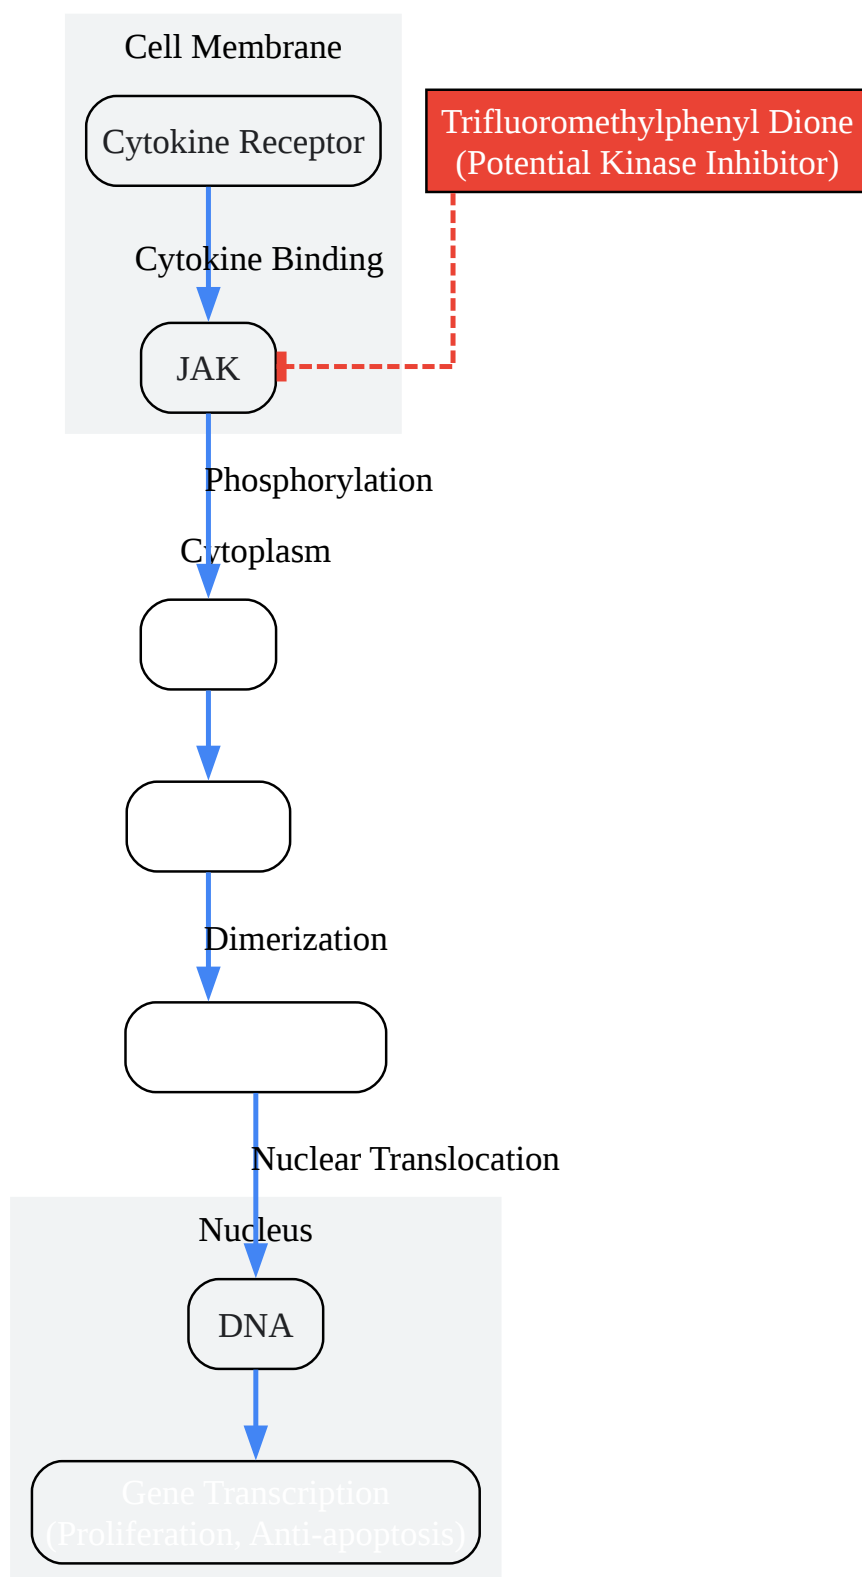 Cell Membrane
Cytokine Receptor
Trifluoromethylphenyl Dione
(Potential Kinase Inhibitor)
Cytokine Binding
JAK
Phosphorylation
Cytoplasm
Dimerization
Nuclear Translocation
Nucleus
DNA
Gene Transcription
(Proliferation, Anti-apoptosis)